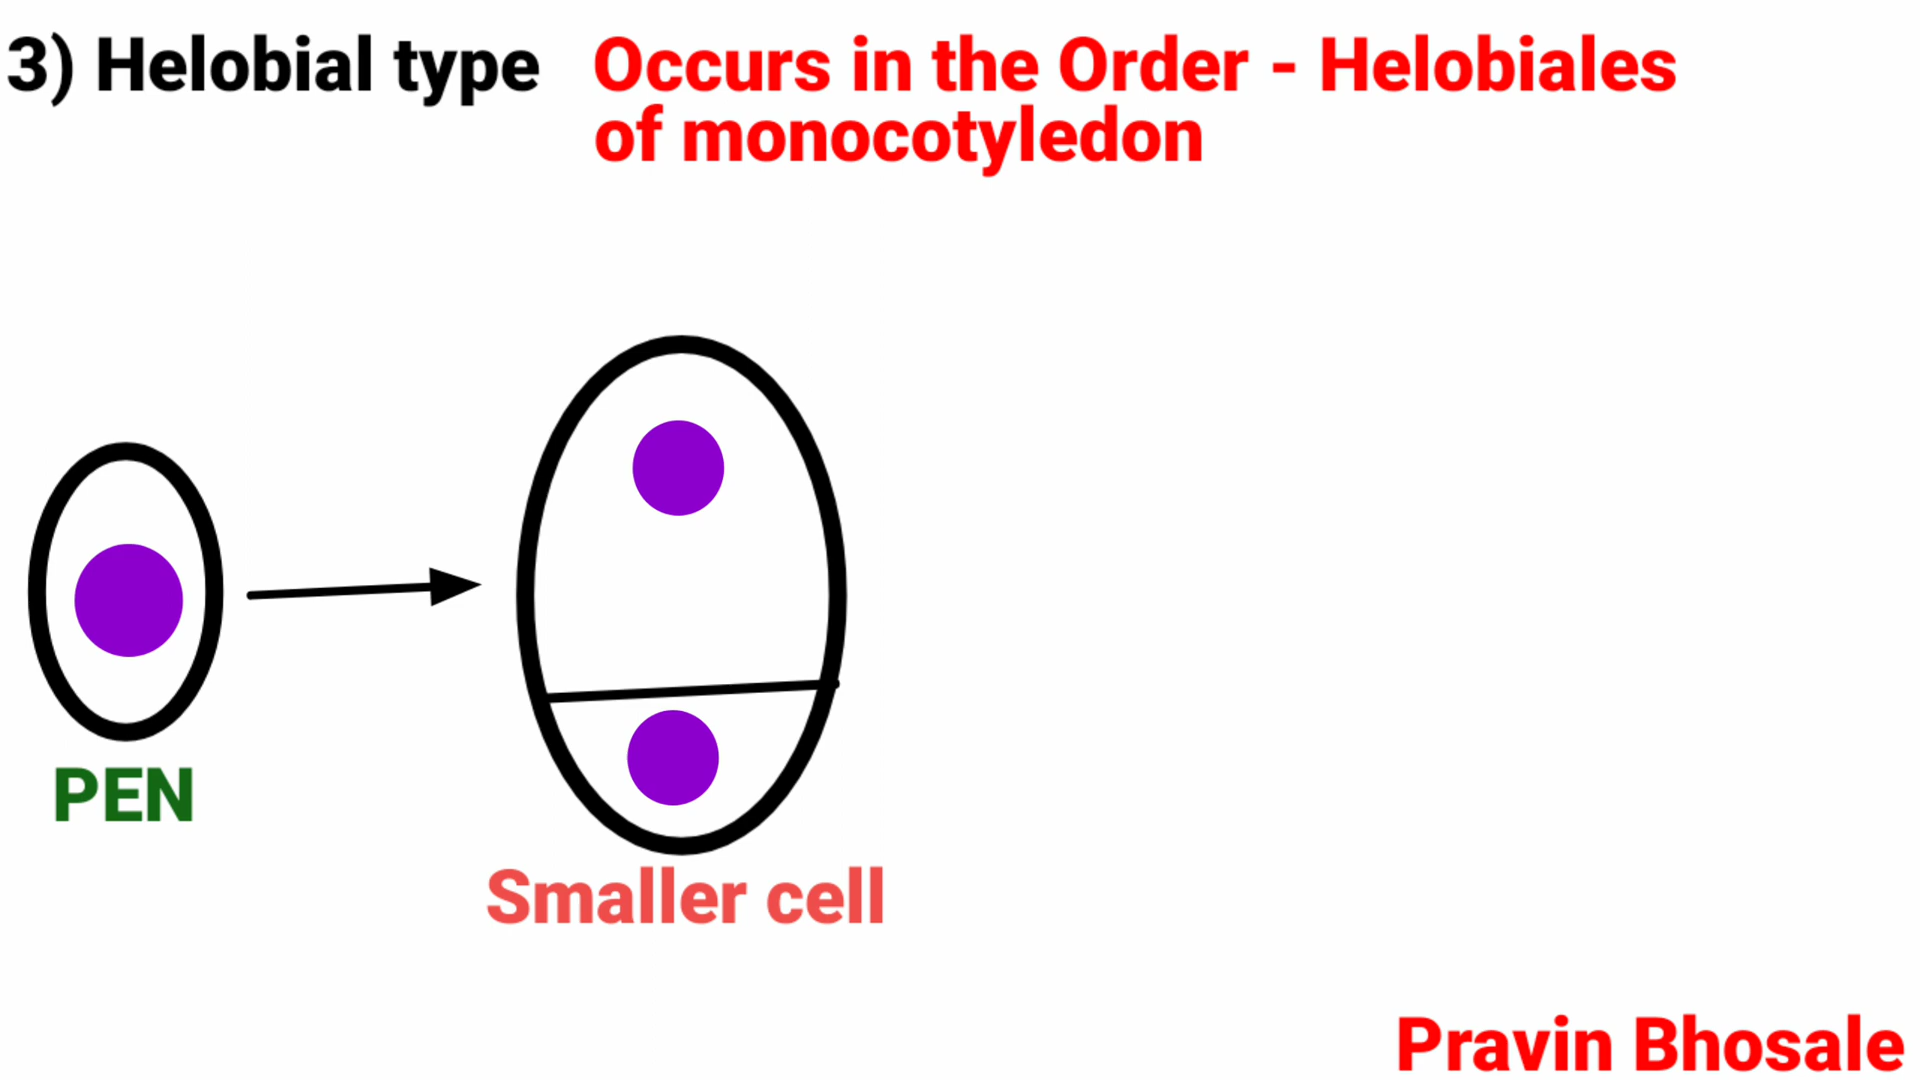 3) Helobial type Occurs in the Order - Helobiales
of monocotyledon
PEN
Smaller cell
Pravin Bhosale